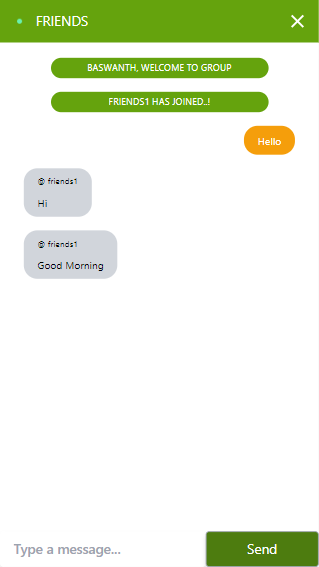 FRIENDS
BASWANTH, WELCOME TO GROUP
FRIENDS1 HAS JOINED..!
Hello
@ friends1
Hi
@ friends1
Good Morning
Type a message...
Send